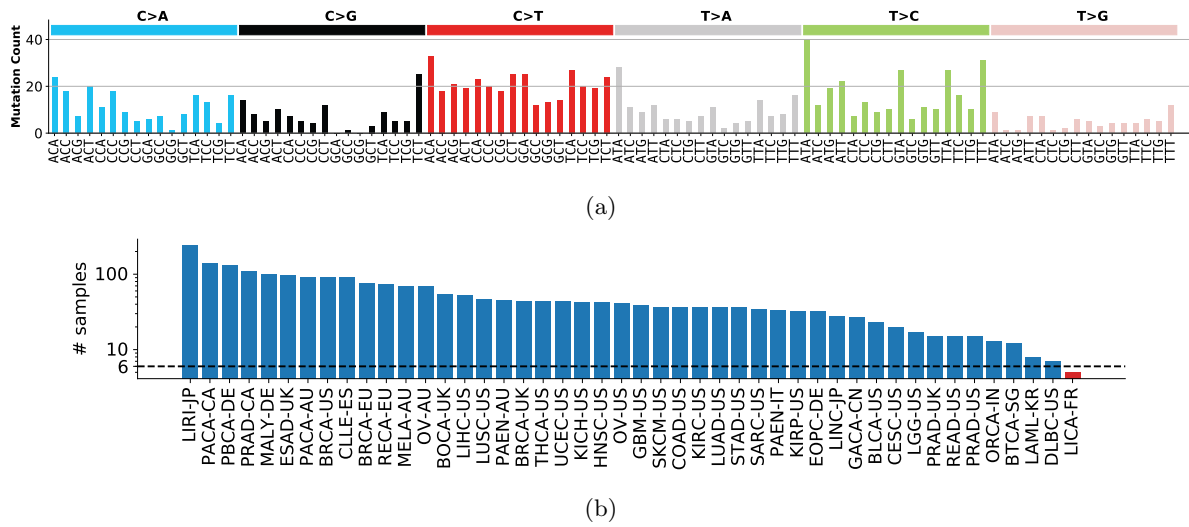 C>A C>G C>T T>A T>C T>G
Mutation Count
40
20
0
ACA ACC ACG ACT CCA CCC CCG CCT GCA GCC GCG GCT TCA TCC TCG TCT ACA ACC ACG ACT CCA CCC CCG CCT GCA GCC GCG GCT TCA TCC TCG TCT ACA ACC ACG ACT CCA CCC CCG CCT GCA GCC GCG GCT TCA TCC TCG TCT ATA ATC ATG ATT CTA CTC CTG CTT GTA GTC GTG GTT TTA TTC TTG TTT ATA ATC ATG ATT CTA CTC CTG CTT GTA GTC GTG GTT TTA TTC TTG TTT ATA ATC ATG ATT CTA CTC CTG CTT GTA GTC GTG GTT TTA TTC TTG TTT
(a)
# samples
100
10
6
LIRI-JP PACA-CA PBCA-DE PRAD-CA MALY-DE ESAD-UK PACA-AU BRCA-US CLLE-ES BRCA-EU RECA-EU MELA-AU OV-AU BOCA-UK LIHC-US LUSC-US PAEN-AU BRCA-UK THCA-US UCEC-US KICH-US HNSC-US OV-US GBM-US SKCM-US COAD-US KIRC-US LUAD-US STAD-US SARC-US PAEN-IT KIRP-US EOPC-DE LINC-JP GACA-CN BLCA-US CESC-US LGG-US PRAD-UK READ-US PRAD-US ORCA-IN BTCA-SG LAML-KR DLBC-US LICA-FR
(b)